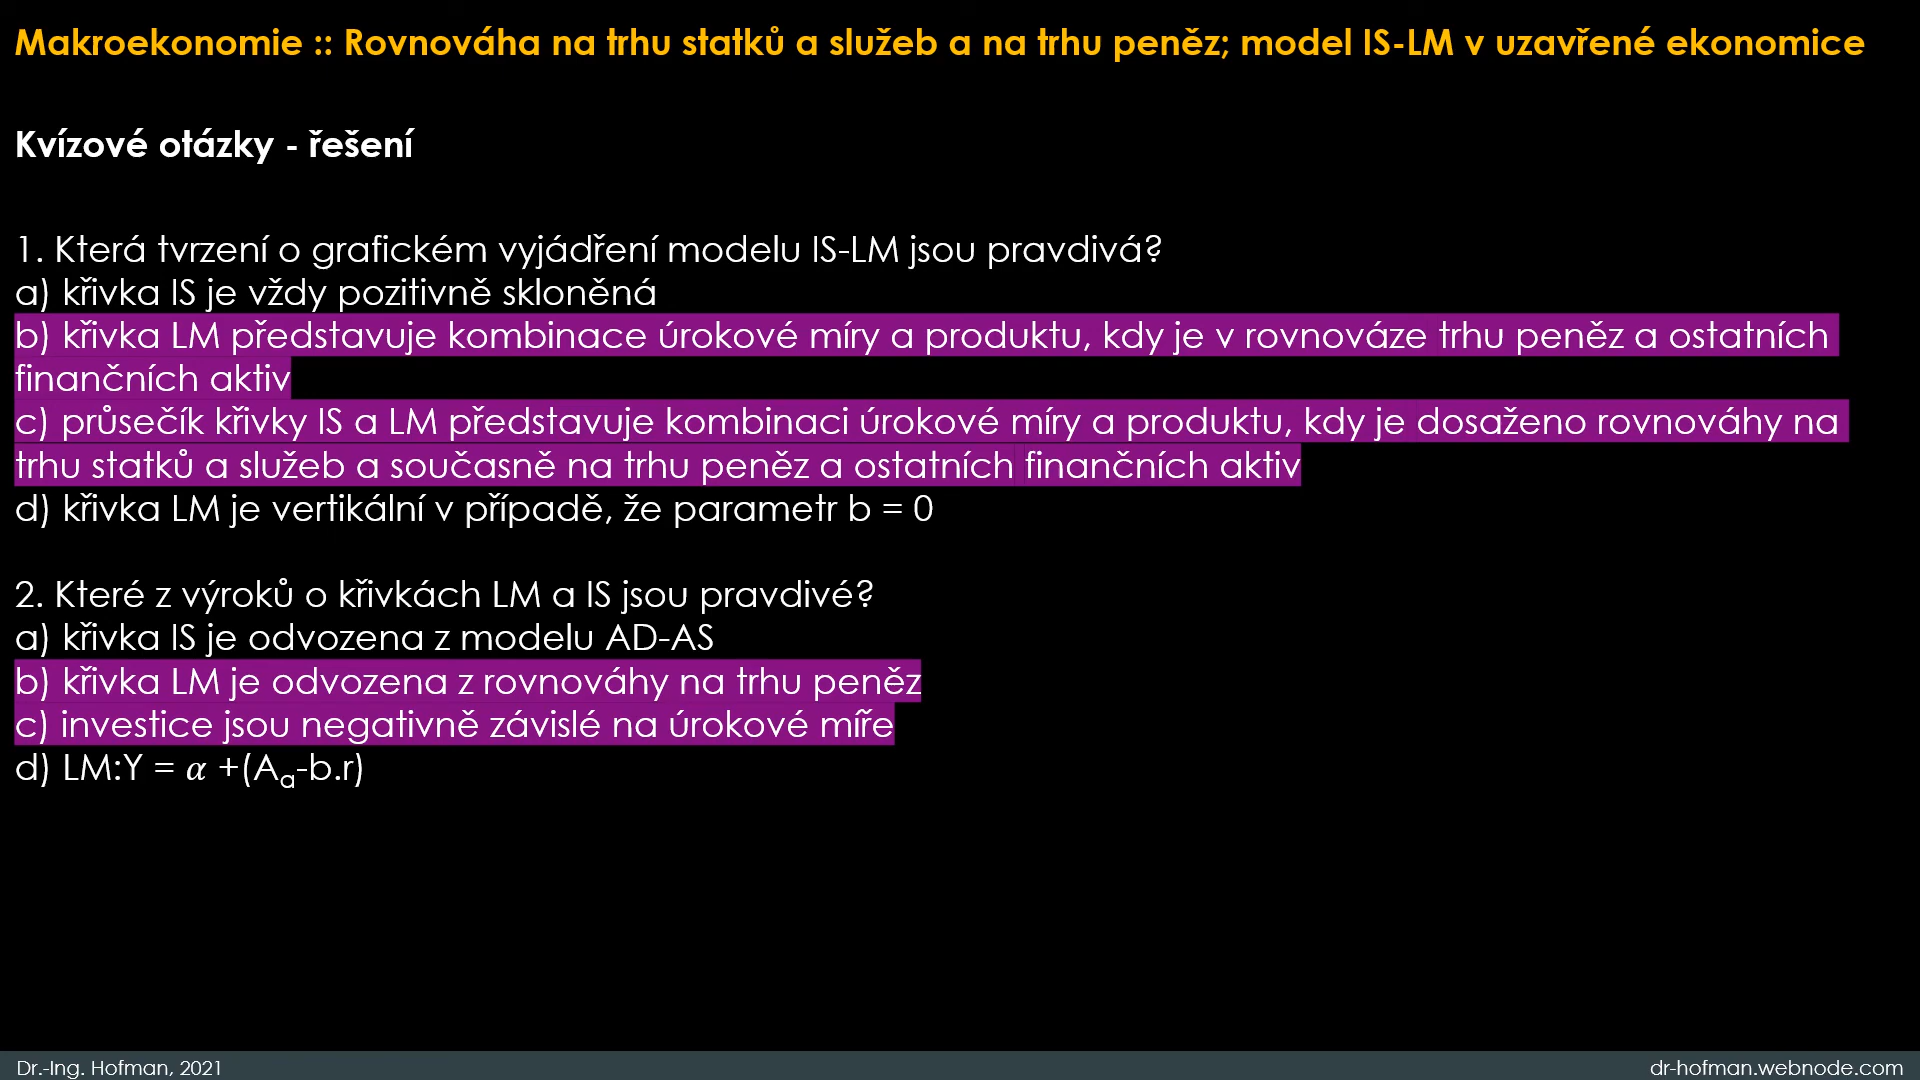 Makroekonomie :: Rovnováha na trhu statků a služeb a na trhu peněz; model IS-LM v uzavřené ekonomice
Kvízové otázky - řešení
1. Která tvrzení o grafickém vyjádření modelu IS-LM jsou pravdivá?
a) křivka IS je vždy pozitivně skloněná
b) křivka LM představuje kombinace úrokové míry a produktu, kdy je v rovnováze trhu peněz a ostatních
finančních aktiv
c) průsečík křivky IS a LM představuje kombinaci úrokové míry a produktu, kdy je dosaženo rovnováhy na
trhu statků a služeb a současně na trhu peněz a ostatních finančních aktiv
d) křivka LM je vertikální v případě, že parametr b = 0
2. Které z výroků o křivkách LM a IS jsou pravdivé?
a) křivka IS je odvozena z modelu AD-AS
b) křivka LM je odvozena z rovnováhy na trhu peněz
c) investice jsou negativně závislé na úrokové míře
d) LM:Y = 𝛼 +(Aₐ-b.r)
Dr.-Ing. Hofman, 2021
dr-hofman.webnode.com